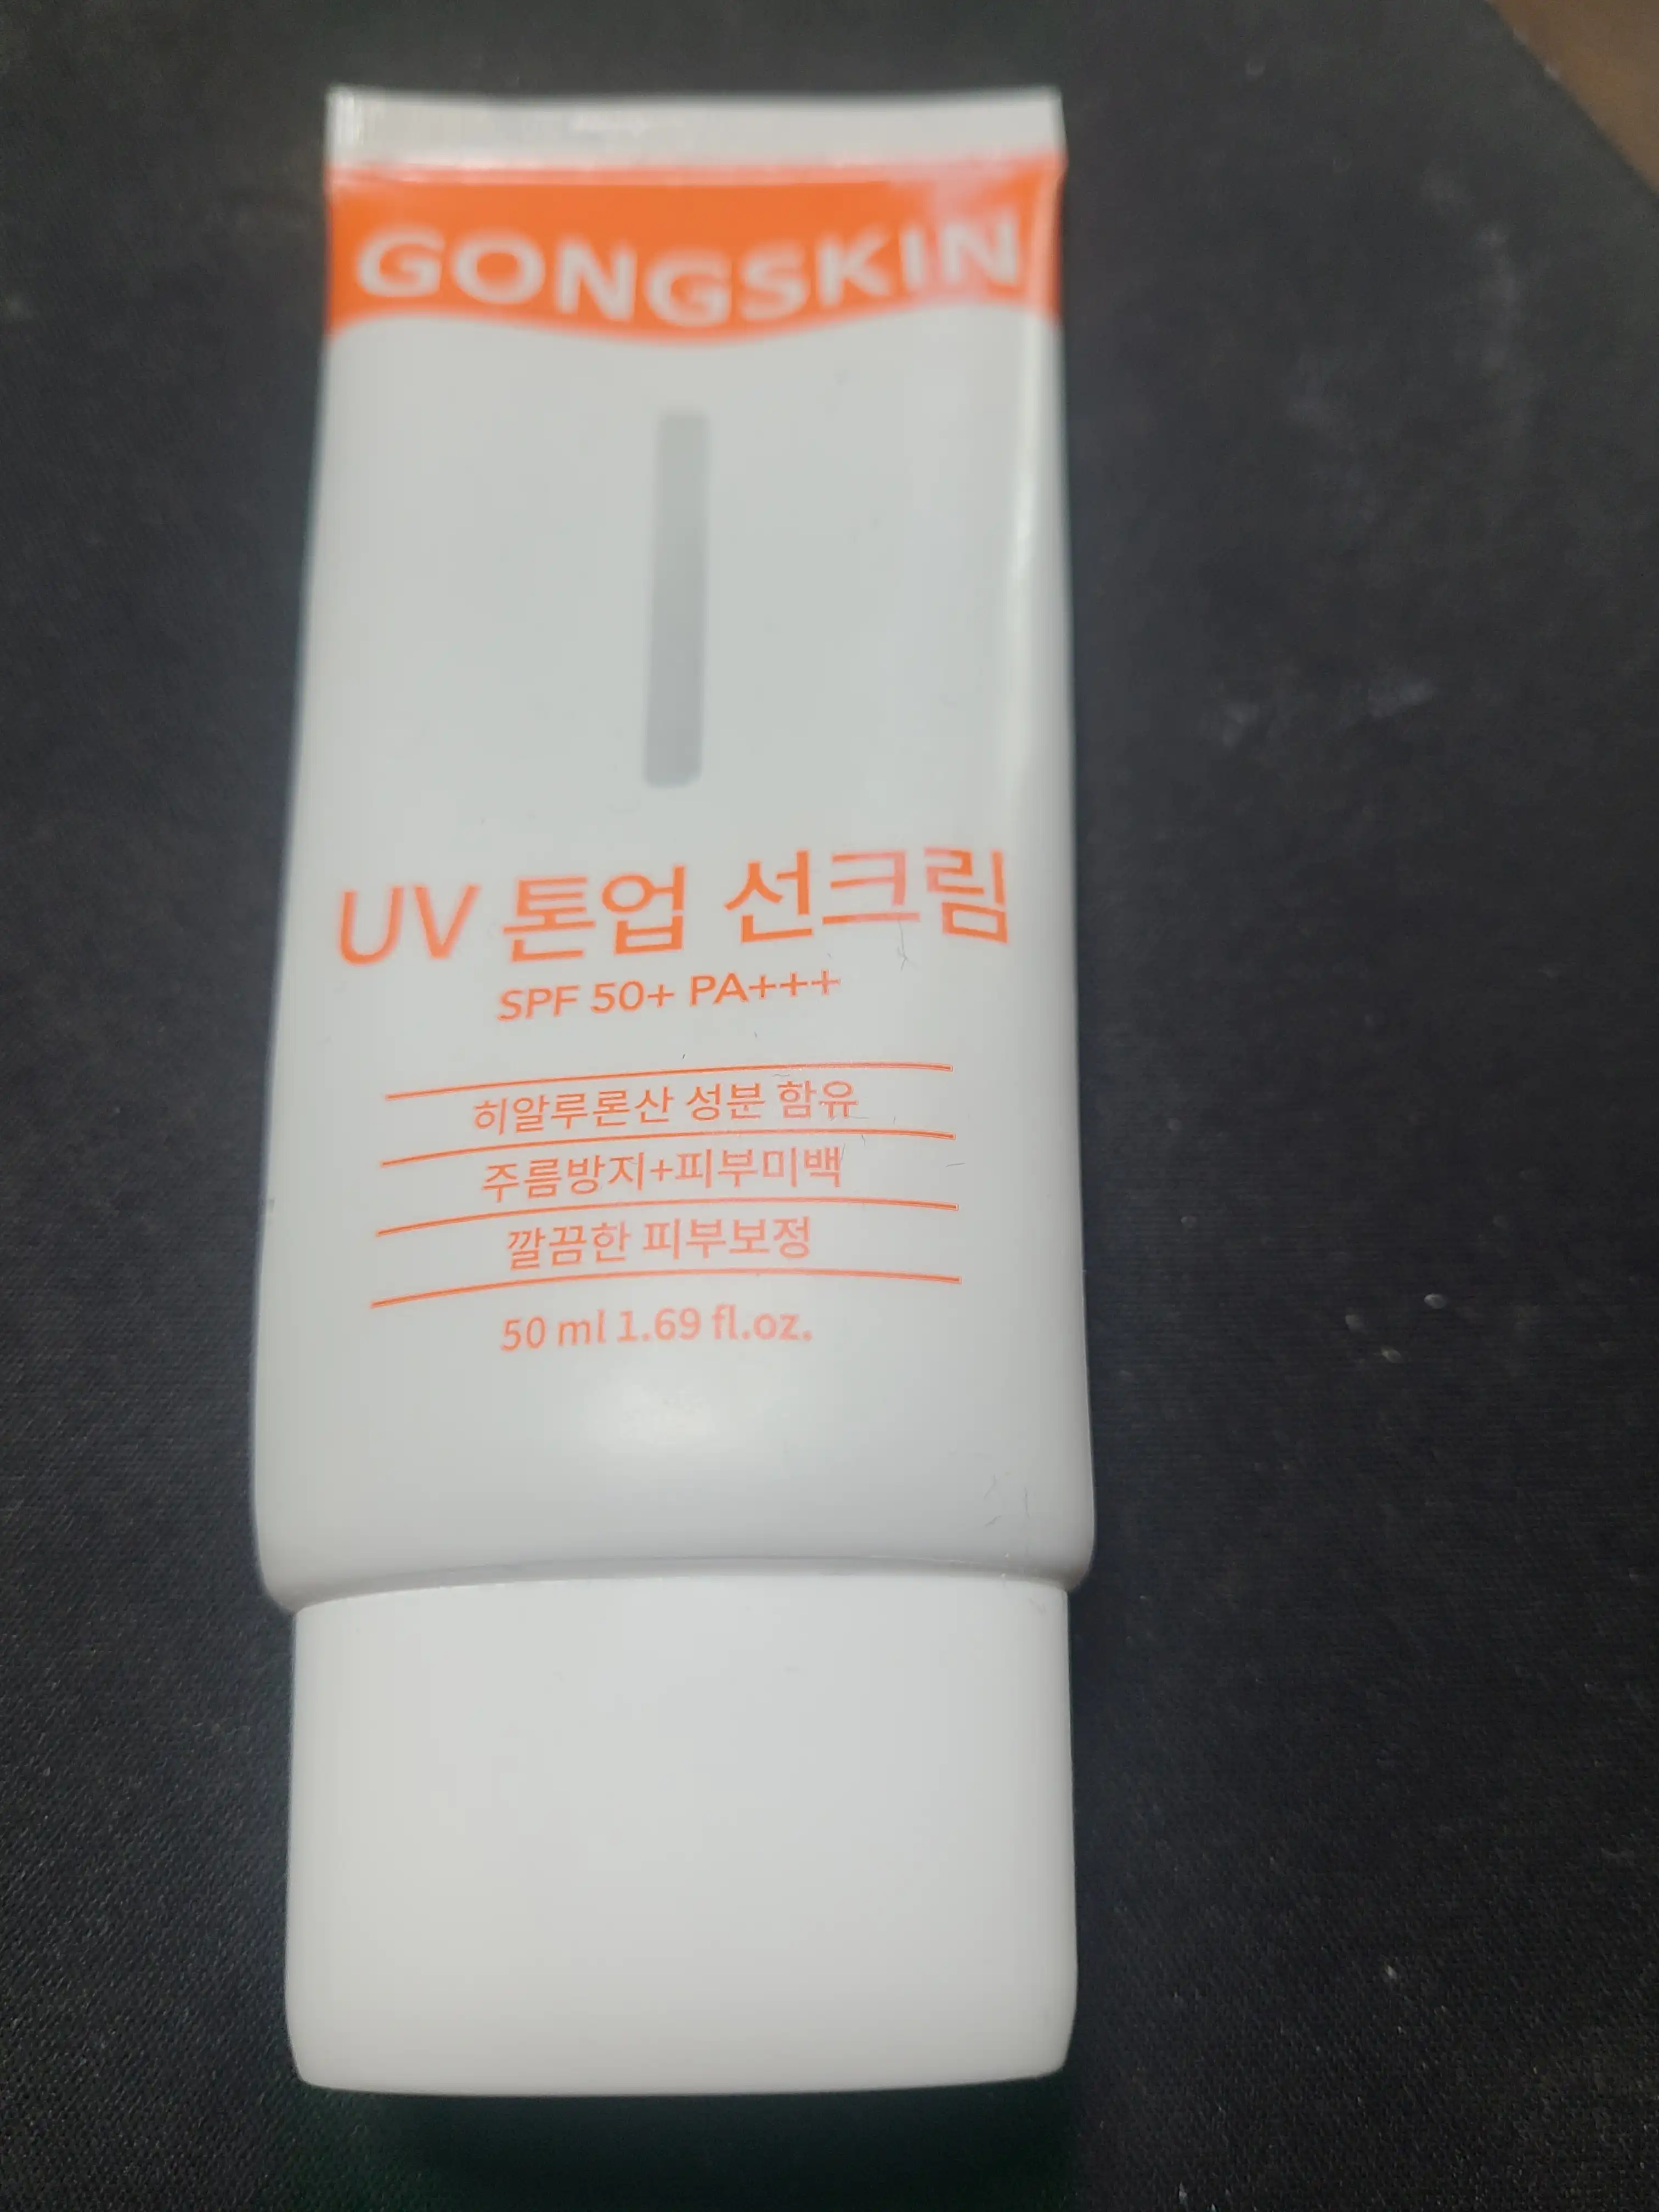 GONGSKIN
UV 톤업 선크림
SPF 50+ PA+++
히알루론산 성분 함유
주름방지+피부미백
깔끔한 피부보정
50 ml 1.69 fl.oz.